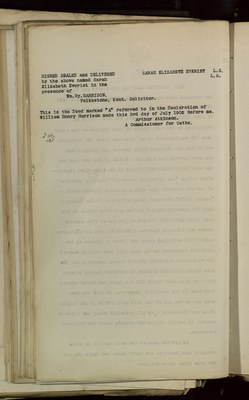 SIGNED SEALED and DELIVERED
by the above named Sarah
Elizabeth Everist in the
presence of
SARAH ELIZABETH EVERIST L.S.
L.S.
Wm. Hy. HARRISON.
Folkestone, Kent. Solicitor.
This is the Deed marked "A" referred to in the Declaration of
William Henry Harrison made this 3rd day of July 1902 Before me.
Arthur Atkinson.
A Commissioner for Oaths.